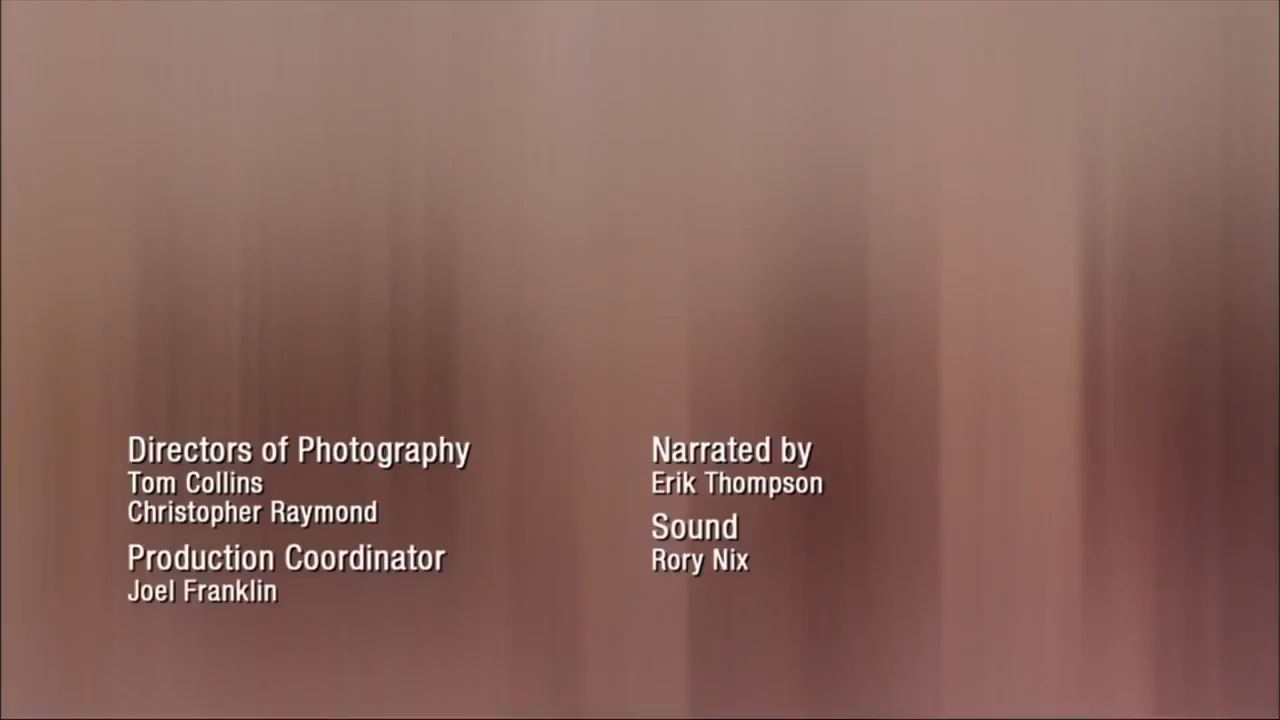 Directors of Photography
Tom Collins
Christopher Raymond
Production Coordinator
Joel Franklin
Narrated by
Erik Thompson
Sound
Rory Nix